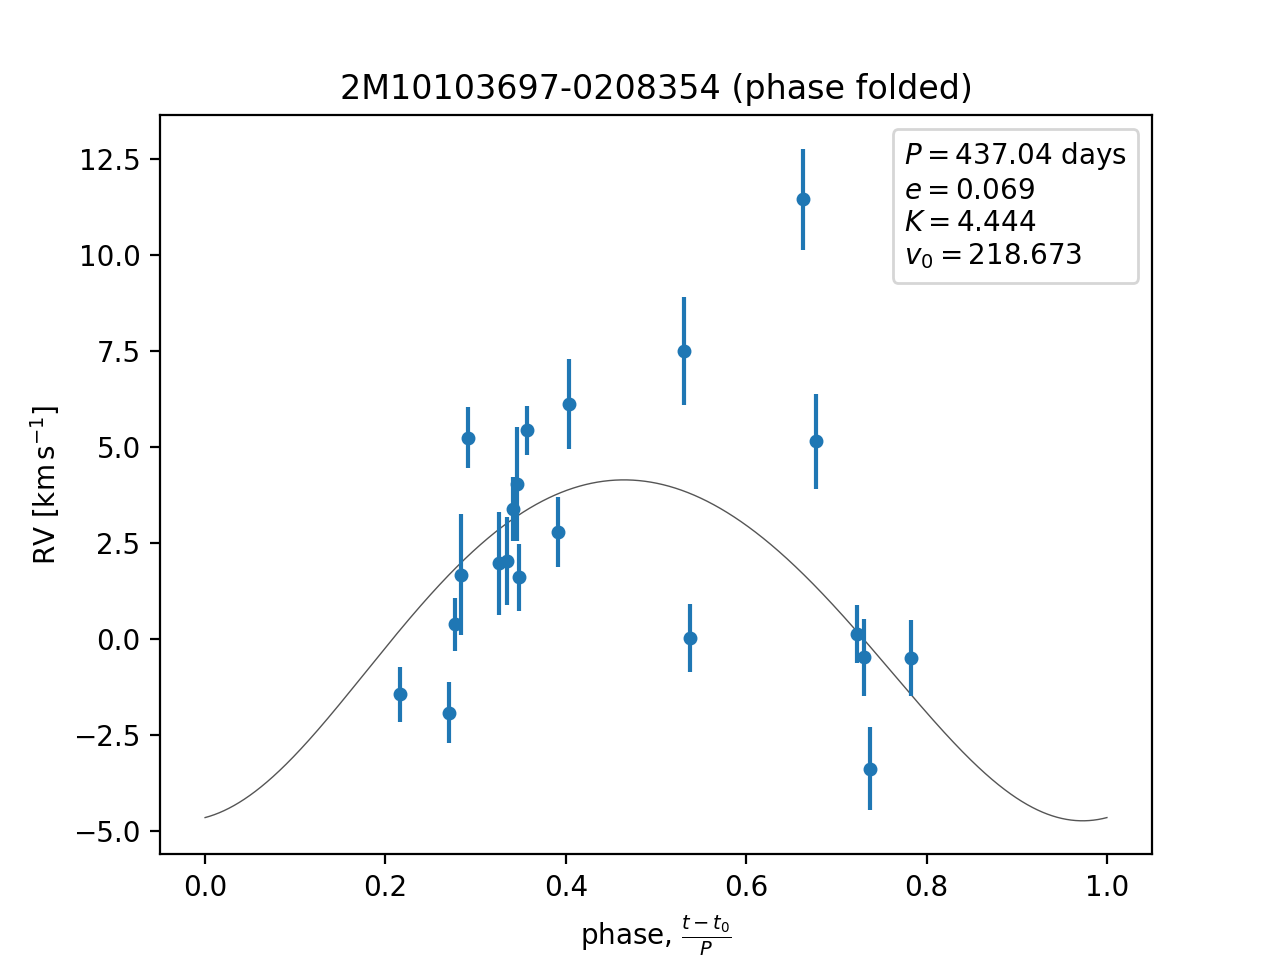 2M10103697-0208354 (phase folded)
P = 437.04 days
e = 0.069
K = 4.444
v₀ = 218.673
12.5
10.0
7.5
5.0
2.5
0.0
−2.5
−5.0
RV [km s⁻¹]
0.0 0.2 0.4 0.6 0.8 1.0
phase, (t − t₀)/P